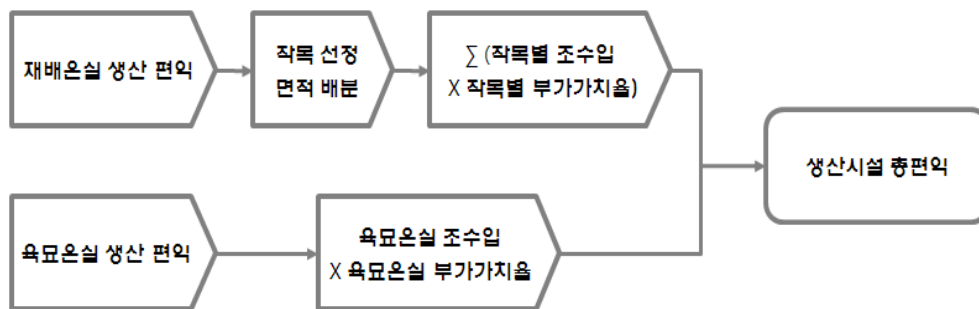 재배온실 생산 편익
작목 선정
면적 배분
∑ (작목별 조수입
X 작목별 부가가치율)
생산시설 총편익
육묘온실 생산 편익
육묘온실 조수입
X 육묘온실 부가가치율